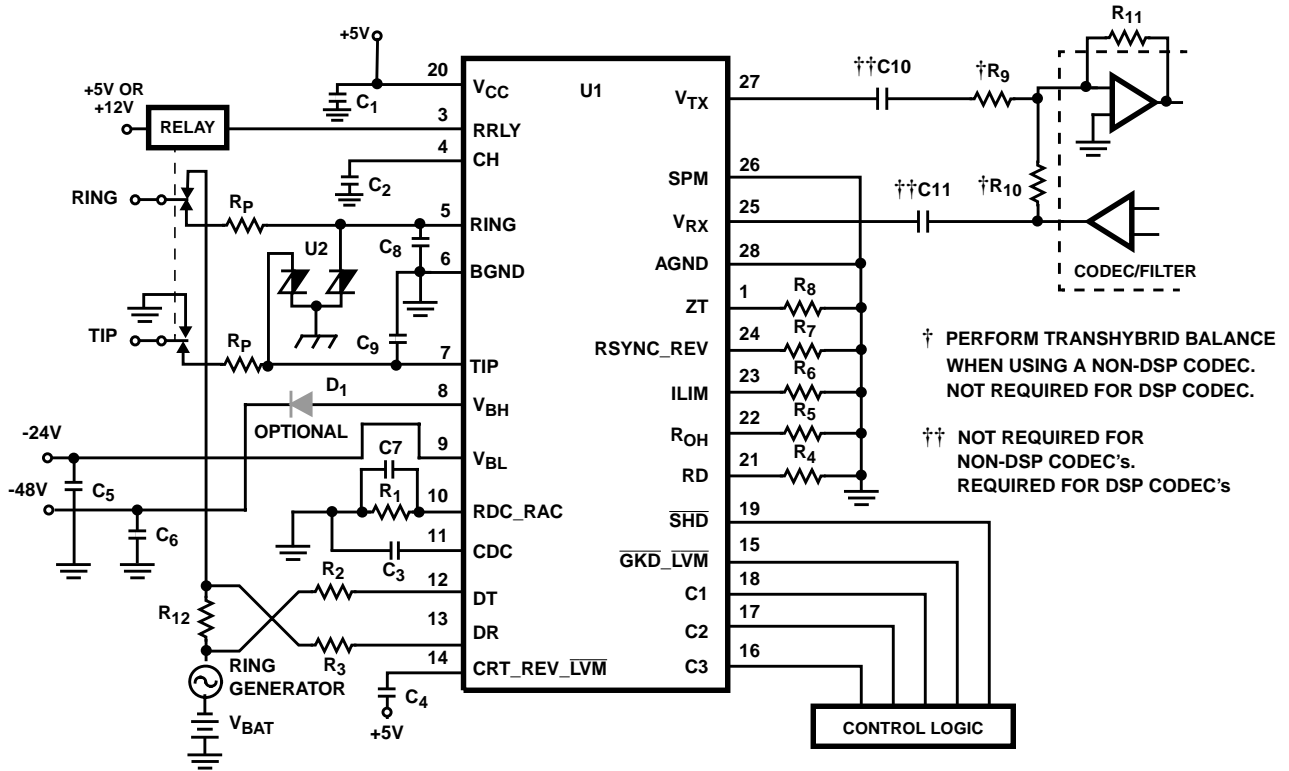 +5V
+5V OR
+12V
RELAY
C1
20
VCC
3
RRLY
4
CH
C2
RING
RP
5
RING
U2
C8
6
BGND
TIP
RP
C9
7
TIP
D1
OPTIONAL
8
VBH
-24V
9
VBL
C7
-48V
C5
R1
10
RDC_RAC
C6
11
CDC
C3
R2
12
DT
R12
13
DR
R3
14
CRT_REV_LVM
RING
GENERATOR
C4
+5V
VBAT
U1
VTX
27
††C10
†R9
R11
SPM
26
†R10
VRX
25
††C11
AGND
28
CODEC/FILTER
ZT
1
R8
RSYNC_REV
24
R7
ILIM
23
R6
ROH
22
R5
RD
21
R4
SHD
19
GKD_LVM
15
C1
18
C2
17
C3
16
CONTROL LOGIC
† PERFORM TRANSHYBRID BALANCE
WHEN USING A NON-DSP CODEC.
NOT REQUIRED FOR DSP CODEC.
†† NOT REQUIRED FOR
NON-DSP CODEC's.
REQUIRED FOR DSP CODEC's